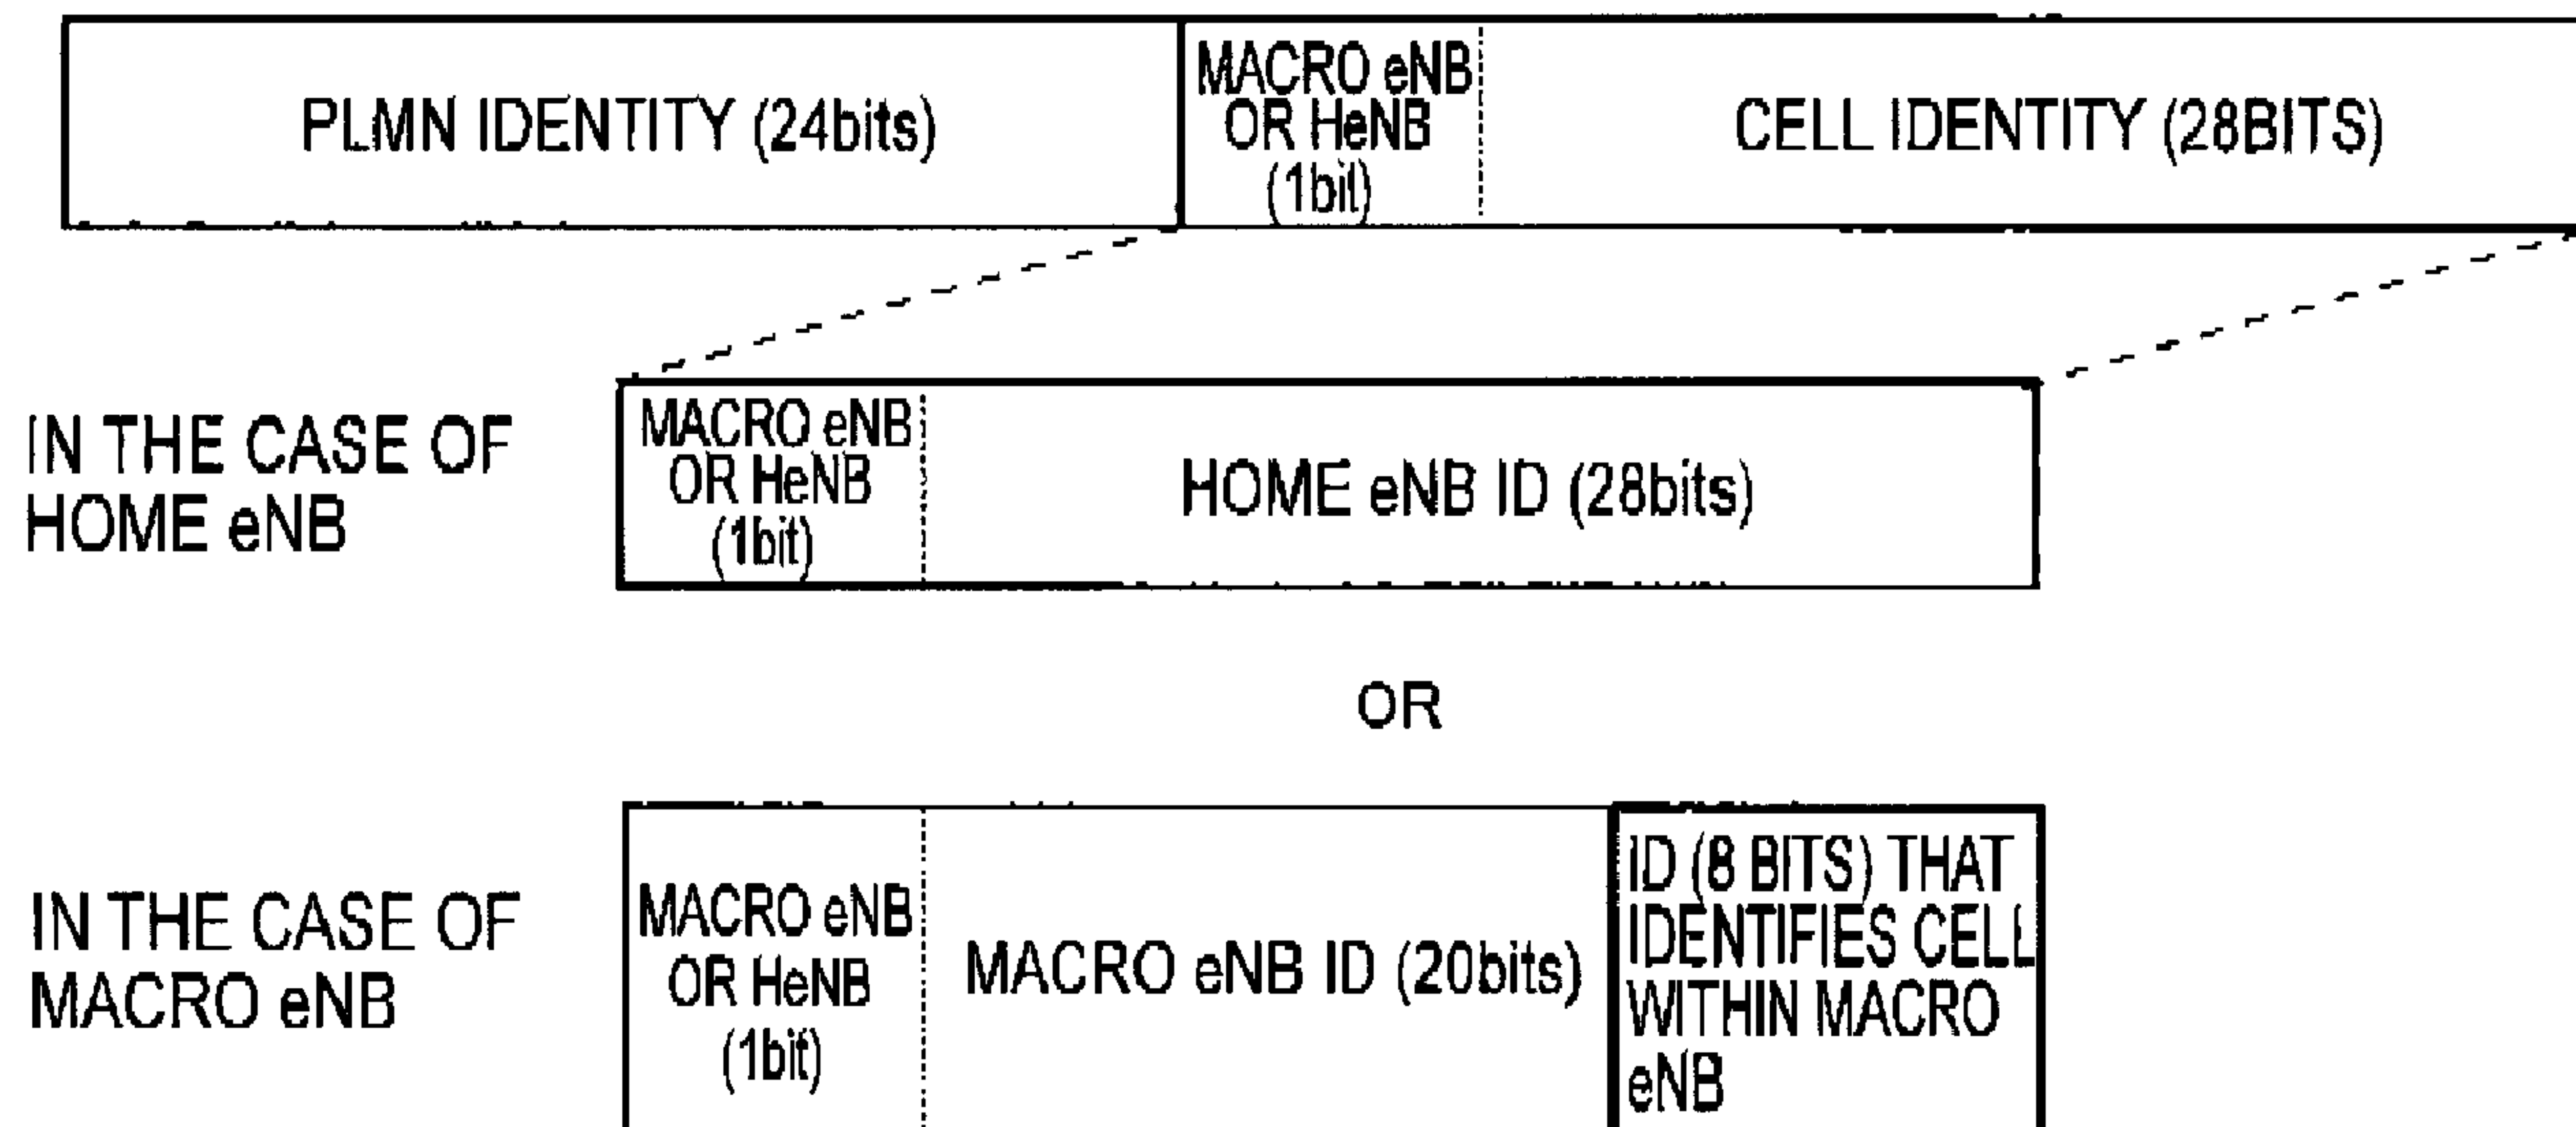 PLMN IDENTITY (24bits)
MACRO eNB
OR HeNB
(1bit)
CELL IDENTITY (28BITS)
IN THE CASE OF
HOME eNB
MACRO eNB
OR HeNB
(1bit)
HOME eNB ID (28bits)
OR
IN THE CASE OF
MACRO eNB
MACRO eNB
OR HeNB
(1bit)
MACRO eNB ID (20bits)
ID (8 BITS) THAT
IDENTIFIES CELL
WITHIN MACRO
eNB